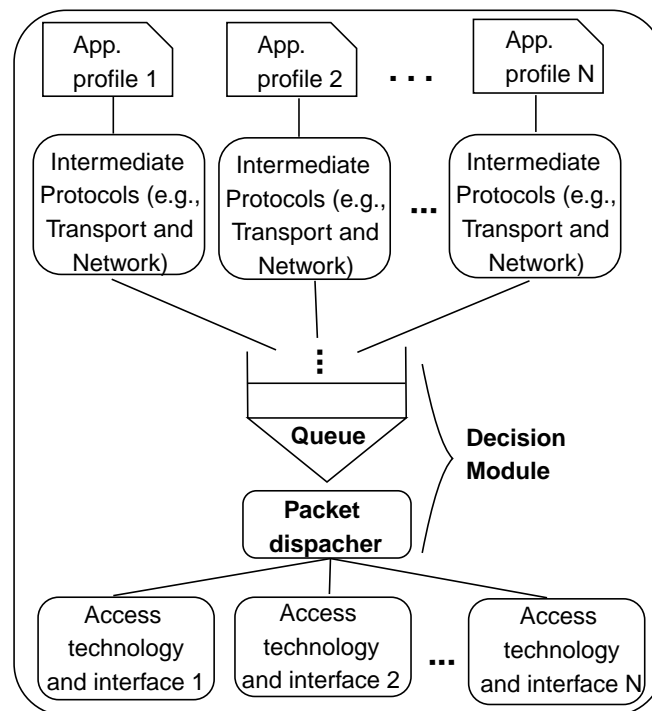 App.
profile 1
App.
profile 2
. . .
App.
profile N
Intermediate
Protocols (e.g.,
Transport and
Network)
Intermediate
Protocols (e.g.,
Transport and
Network)
...
Intermediate
Protocols (e.g.,
Transport and
Network)
Queue
Decision
Module
Packet
dispacher
Access
technology
and interface 1
Access
technology
and interface 2
...
Access
technology
and interface N